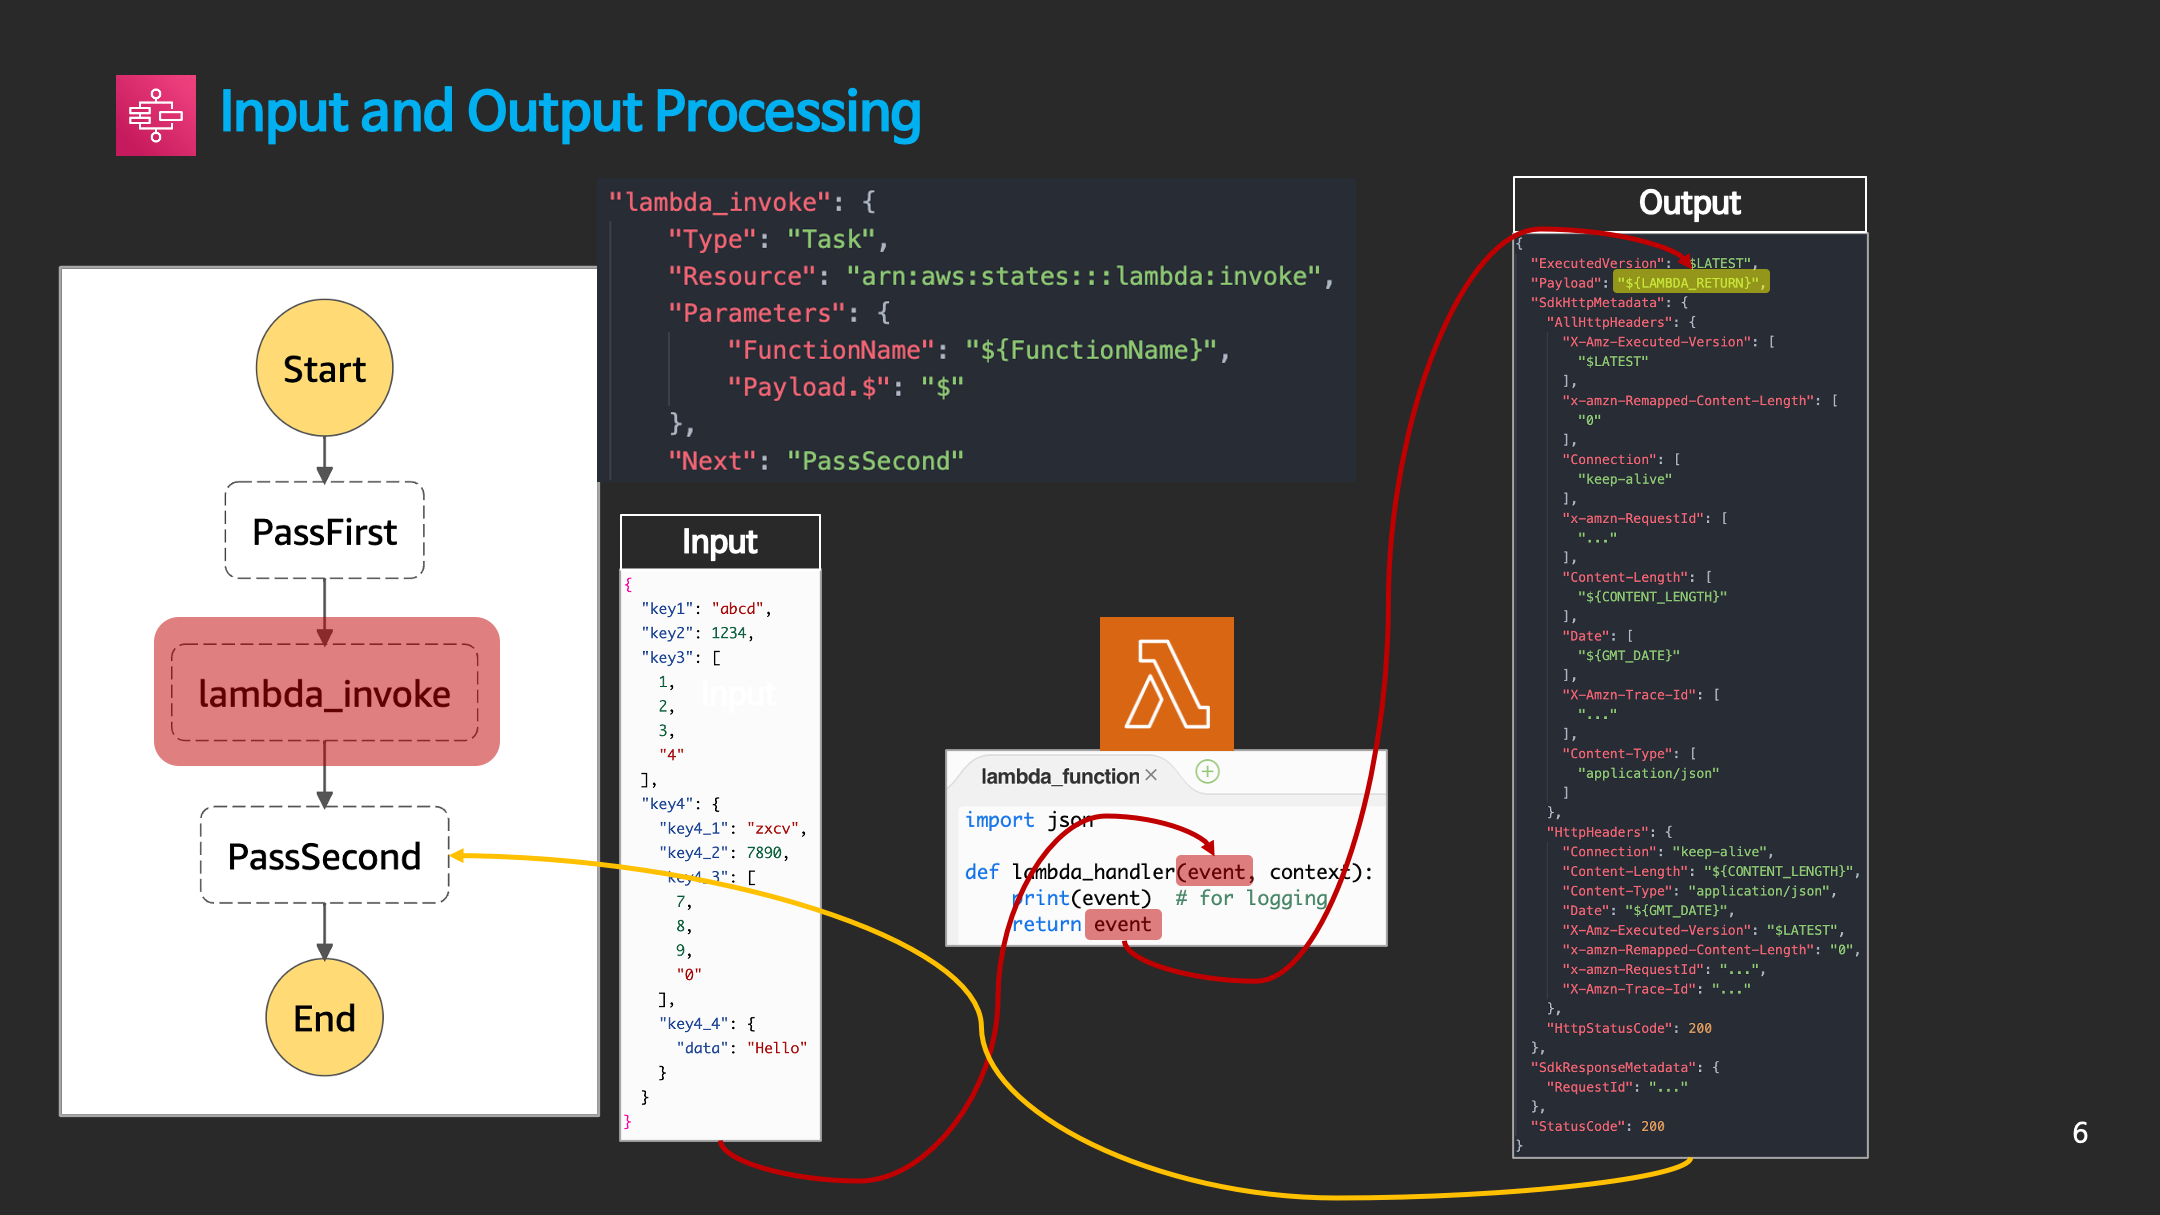 Input and Output Processing
Start
PassFirst
lambda_invoke
PassSecond
End
"lambda_invoke": {
"Type": "Task",
"Resource": "arn:aws:states:::lambda:invoke",
"Parameters": {
"FunctionName": "${FunctionName}",
"Payload.$": "$"
},
"Next": "PassSecond"
Input
{
"key1": "abcd",
"key2": 1234,
"key3": [
1,
2,
3,
"4"
],
"key4": {
"key4_1": "zxcv",
"key4_2": 7890,
"key4_3": [
7,
8,
9,
"0"
],
"key4_4": {
"data": "Hello"
}
}
}
Input
lambda_function
import json
def lambda_handler(event, context):
print(event) # for logging
return event
Output
{
"ExecutedVersion": "$LATEST",
"Payload": "${LAMBDA_RETURN}",
"SdkHttpMetadata": {
"AllHttpHeaders": {
"X-Amz-Executed-Version": [
"$LATEST"
],
"x-amzn-Remapped-Content-Length": [
"0"
],
"Connection": [
"keep-alive"
],
"x-amzn-RequestId": [
"..."
],
"Content-Length": [
"${CONTENT_LENGTH}"
],
"Date": [
"${GMT_DATE}"
],
"X-Amzn-Trace-Id": [
"..."
],
"Content-Type": [
"application/json"
]
},
"HttpHeaders": {
"Connection": "keep-alive",
"Content-Length": "${CONTENT_LENGTH}",
"Content-Type": "application/json",
"Date": "${GMT_DATE}",
"X-Amz-Executed-Version": "$LATEST",
"x-amzn-Remapped-Content-Length": "0",
"x-amzn-RequestId": "...",
"X-Amzn-Trace-Id": "..."
},
"HttpStatusCode": 200
},
"SdkResponseMetadata": {
"RequestId": "..."
},
"StatusCode": 200
}
6